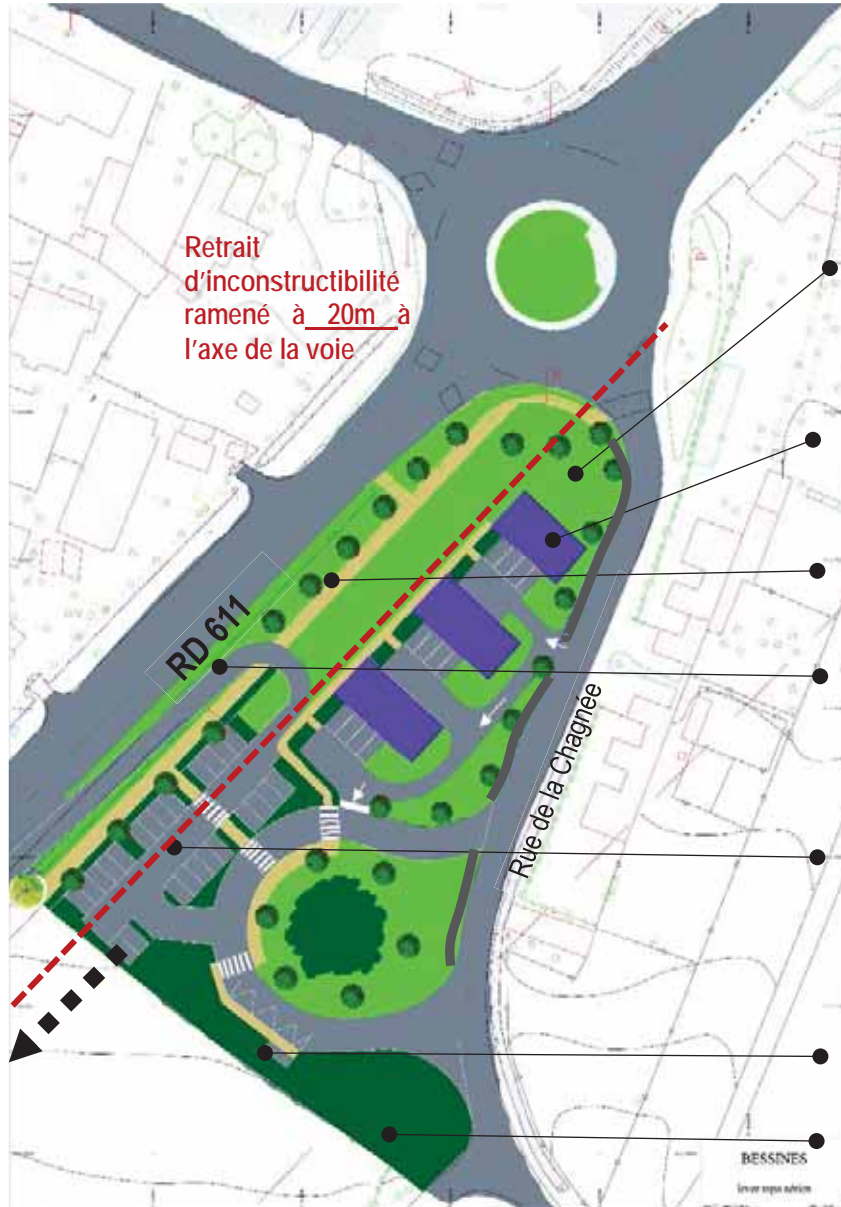 Retrait
d'inconstructibilité
ramené à 20m à
l'axe de la voie
RD 611
Rue de la Chagnée
BESSINES